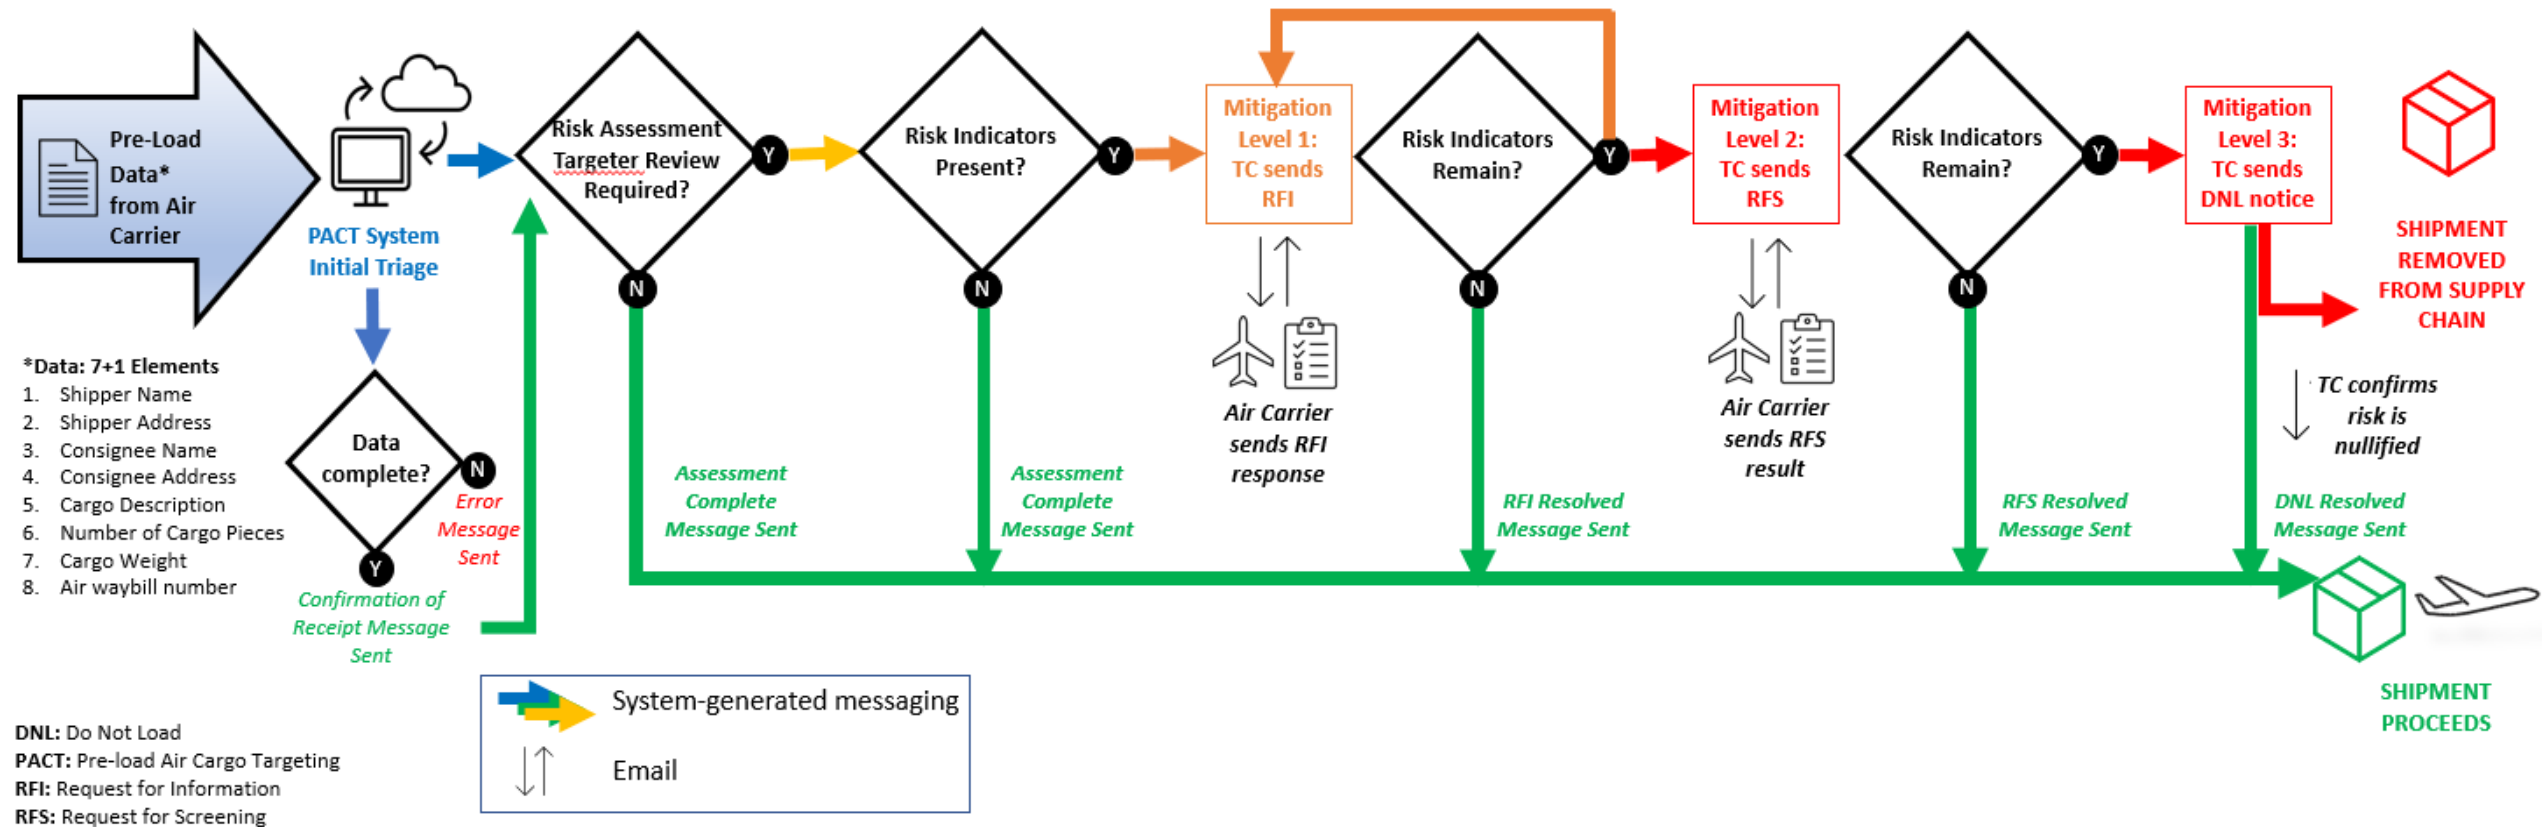 Pre-Load
Data*
from Air
Carrier
PACT System
Initial Triage
*Data: 7+1 Elements
1. Shipper Name
2. Shipper Address
3. Consignee Name
4. Consignee Address
5. Cargo Description
6. Number of Cargo Pieces
7. Cargo Weight
8. Air waybill number
Data
complete?
N
Error
Message
Sent
Y
Confirmation of
Receipt Message
Sent
Risk Assessment
Targeter Review
Required?
Y
N
Assessment
Complete
Message Sent
Risk Indicators
Present?
Y
N
Assessment
Complete
Message Sent
Mitigation
Level 1:
TC sends
RFI
Air Carrier
sends RFI
response
Risk Indicators
Remain?
Y
N
RFI Resolved
Message Sent
Mitigation
Level 2:
TC sends
RFS
Air Carrier
sends RFS
result
Risk Indicators
Remain?
Y
N
RFS Resolved
Message Sent
Mitigation
Level 3:
TC sends
DNL notice
SHIPMENT
REMOVED
FROM SUPPLY
CHAIN
TC confirms
risk is
nullified
DNL Resolved
Message Sent
SHIPMENT
PROCEEDS
System-generated messaging
Email
DNL: Do Not Load
PACT: Pre-load Air Cargo Targeting
RFI: Request for Information
RFS: Request for Screening